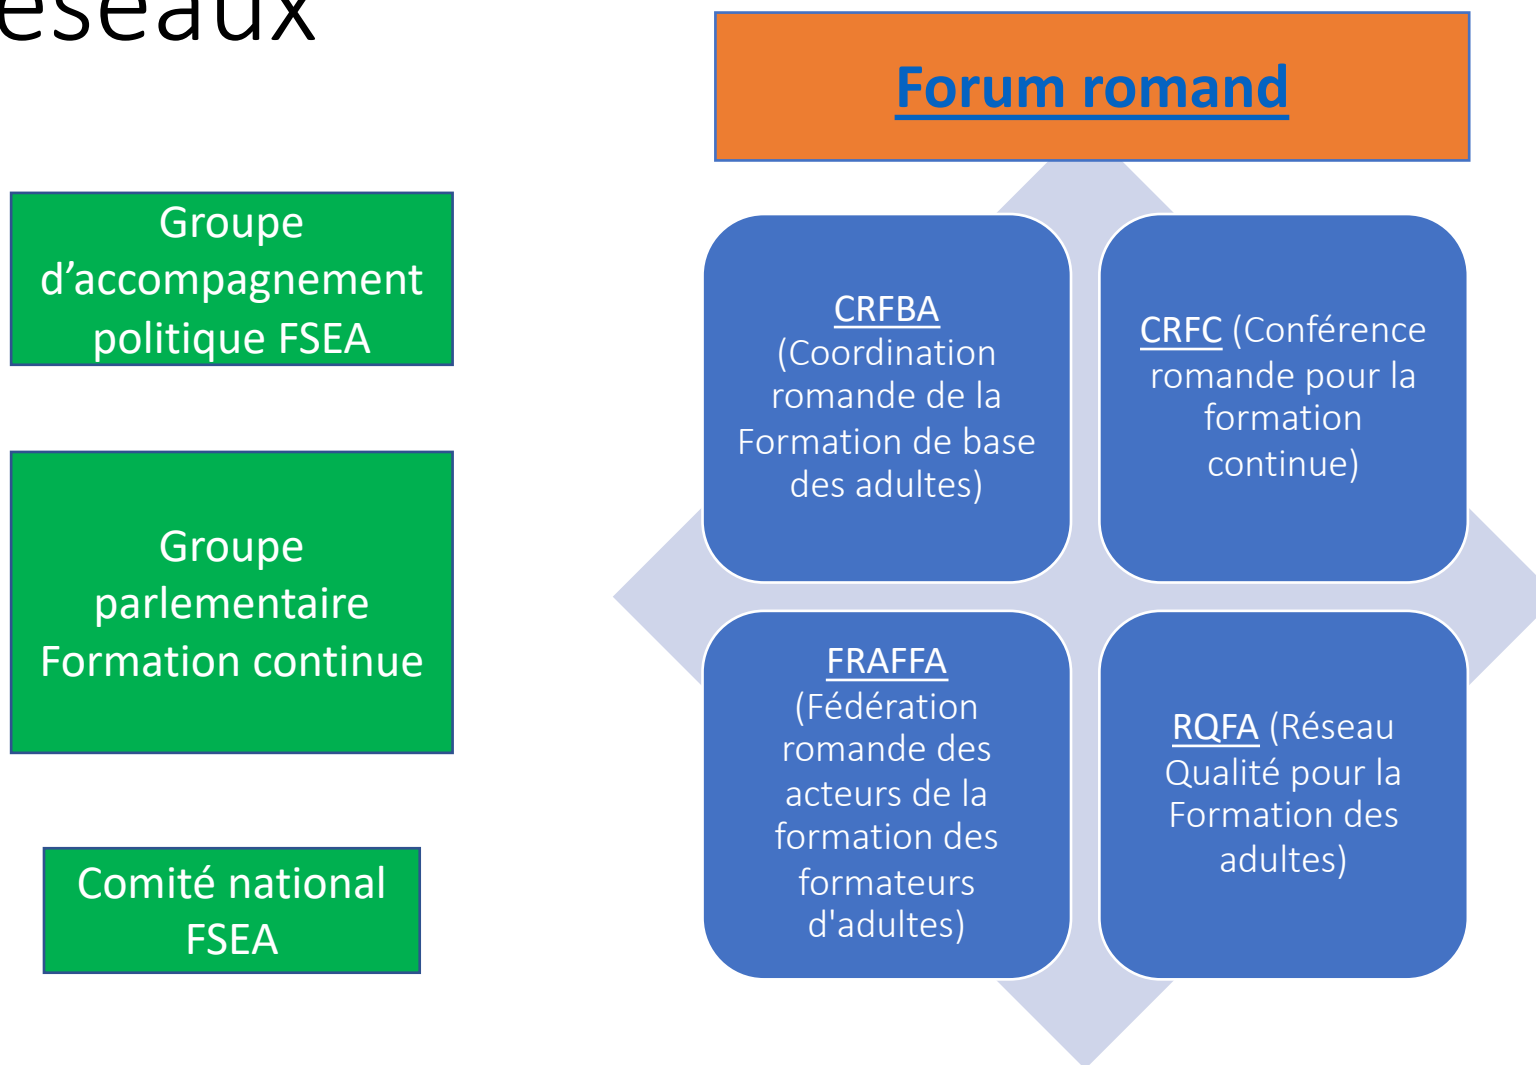 eseaux
Forum romand
Groupe
d’accompagnement
politique FSEA
Groupe
parlementaire
Formation continue
Comité national
FSEA
CRFBA
(Coordination
romande de la
Formation de base
des adultes)
CRFC (Conférence
romande pour la
formation
continue)
FRAFFA
(Fédération
romande des
acteurs de la
formation des
formateurs
d'adultes)
RQFA (Réseau
Qualité pour la
Formation des
adultes)